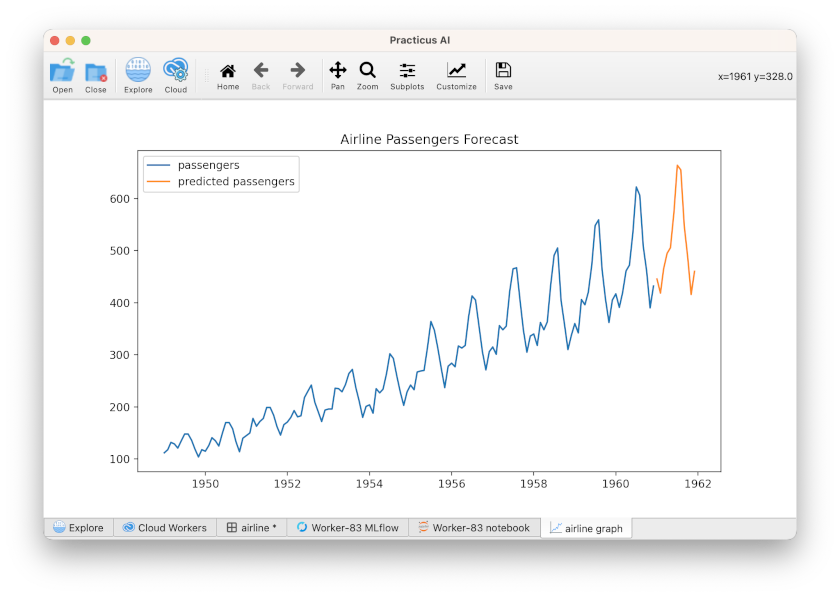 Practicus AI
Open
Close
Explore
Cloud
Home
Back
Forward
Pan
Zoom
Subplots
Customize
Save
x=1961 y=328.0
Airline Passengers Forecast
passengers
predicted passengers
600
500
400
300
200
100
1950
1952
1954
1956
1958
1960
1962
Explore
Cloud Workers
airline *
Worker-83 MLflow
Worker-83 notebook
airline graph